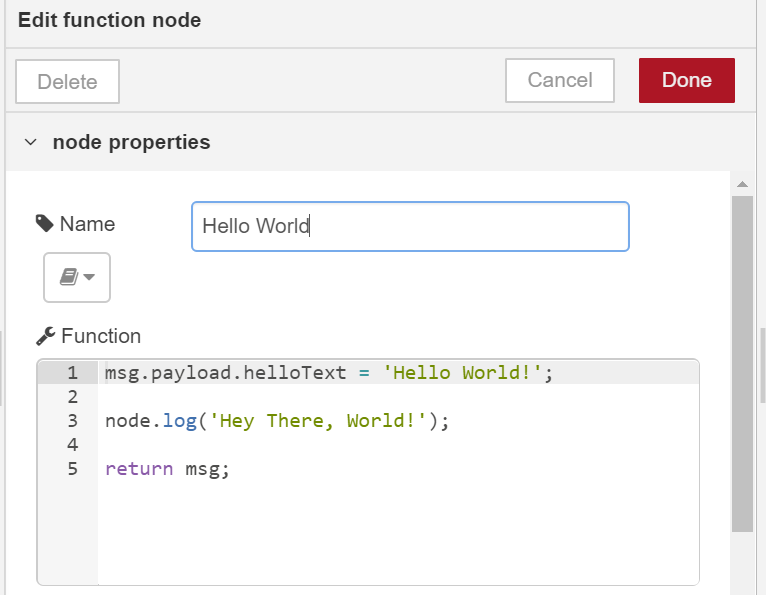 Edit function node
Delete
Cancel
Done
node properties
Name
Hello World
Function
1 msg.payload.helloText = 'Hello World!';
2
3 node.log('Hey There, World!');
4
5 return msg;